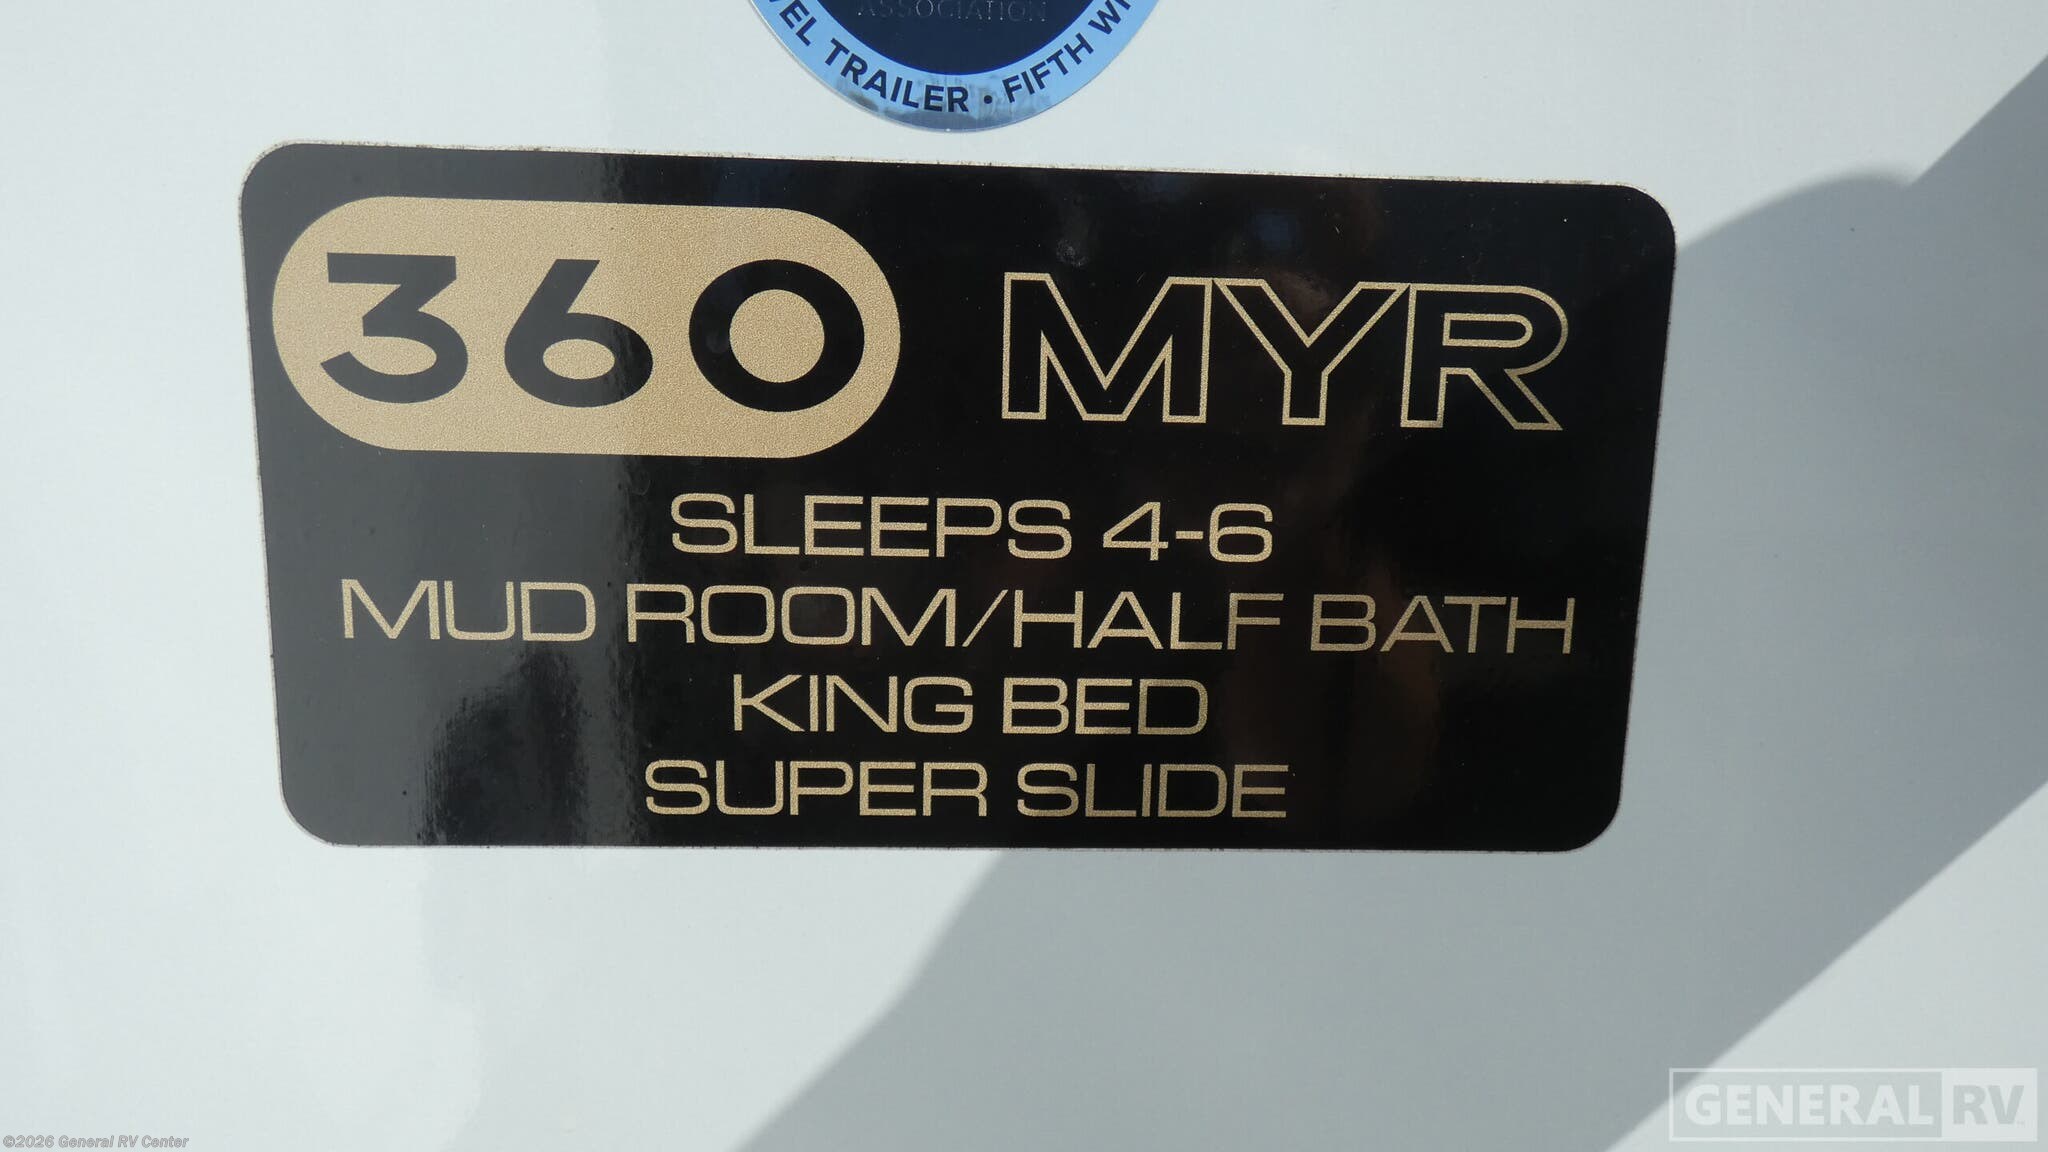 ASSOCIATION
TRAILER • FIFTH
360 MYR
SLEEPS 4-6
MUD ROOM/HALF BATH
KING BED
SUPER SLIDE
GENERAL RV
©2026 General RV Center